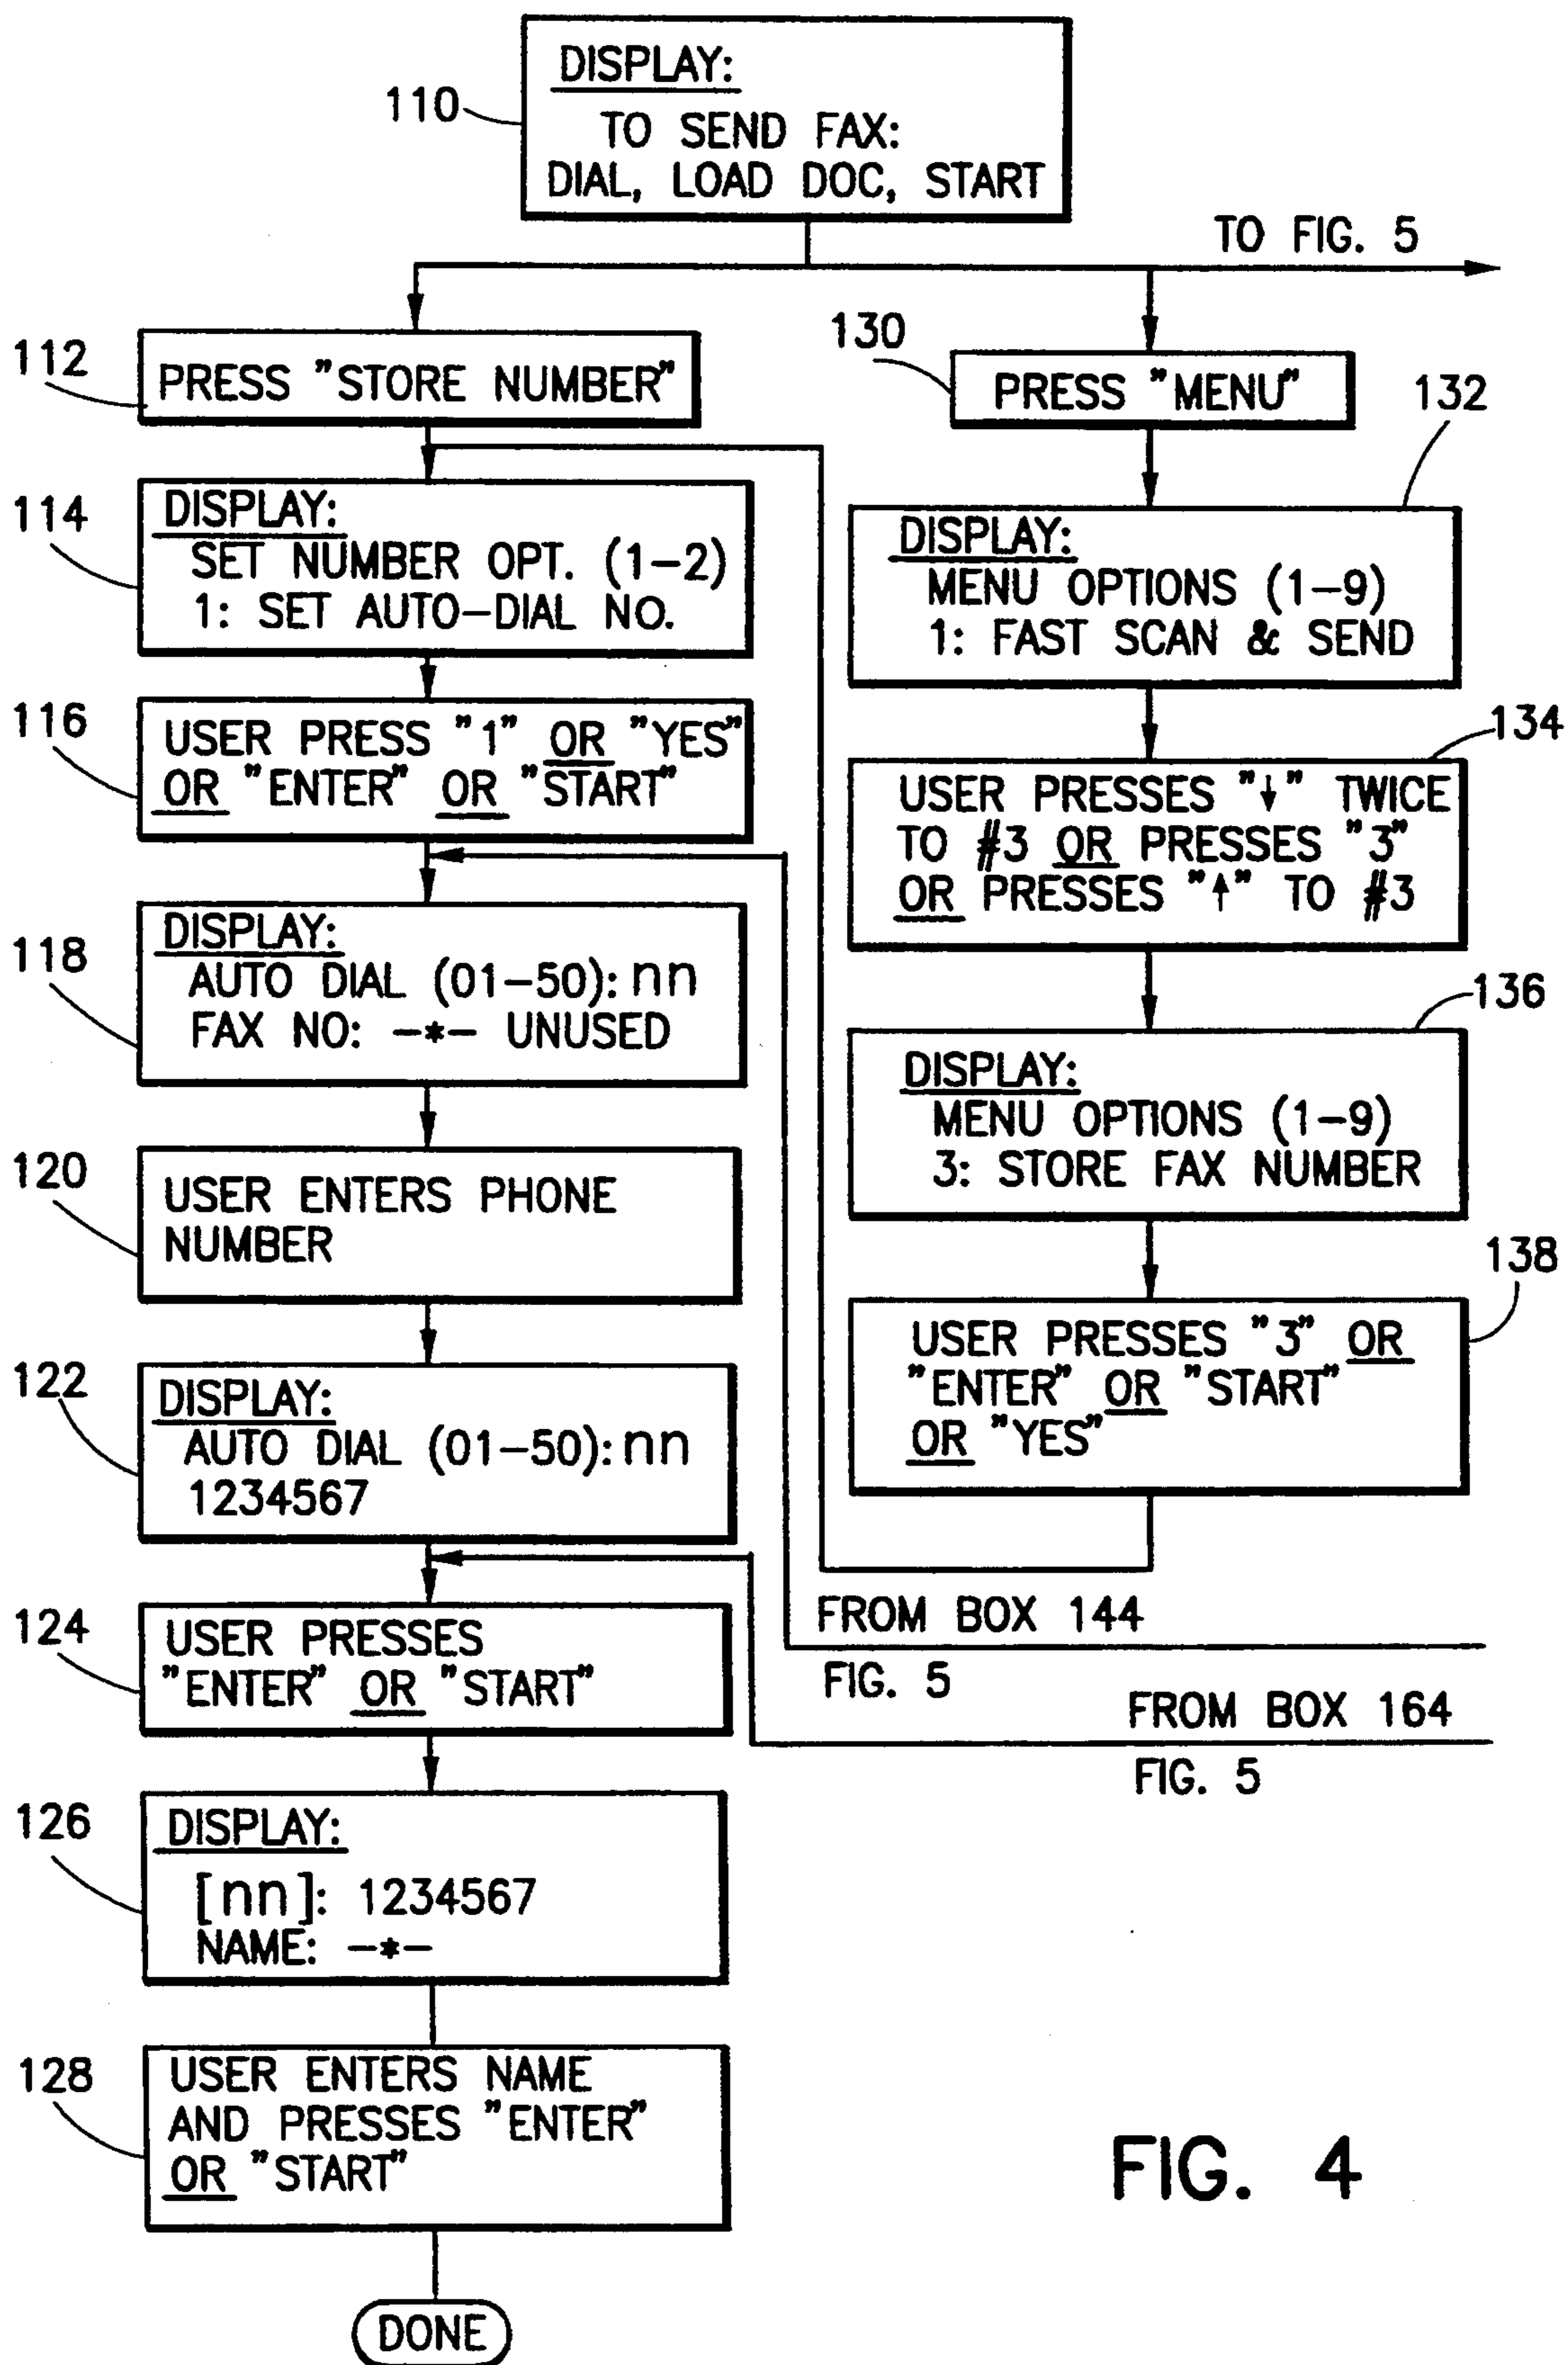 110
DISPLAY:
TO SEND FAX:
DIAL, LOAD DOC, START
TO FIG. 5
112
PRESS "STORE NUMBER"
114
DISPLAY:
SET NUMBER OPT. (1-2)
1: SET AUTO-DIAL NO.
116
USER PRESS "1" OR "YES"
OR "ENTER" OR "START"
118
DISPLAY:
AUTO DIAL (01-50): nn
FAX NO: -*- UNUSED
120
USER ENTERS PHONE
NUMBER
122
DISPLAY:
AUTO DIAL (01-50): nn
1234567
124
USER PRESSES
"ENTER" OR "START"
126
DISPLAY:
[nn]: 1234567
NAME: -*-
128
USER ENTERS NAME
AND PRESSES "ENTER"
OR "START"
DONE
130
PRESS "MENU"
132
DISPLAY:
MENU OPTIONS (1-9)
1: FAST SCAN & SEND
134
USER PRESSES "↓" TWICE
TO #3 OR PRESSES "3"
OR PRESSES "↑" TO #3
136
DISPLAY:
MENU OPTIONS (1-9)
3: STORE FAX NUMBER
138
USER PRESSES "3" OR
"ENTER" OR "START"
OR "YES"
FROM BOX 144
FIG. 5
FROM BOX 164
FIG. 5
FIG. 4